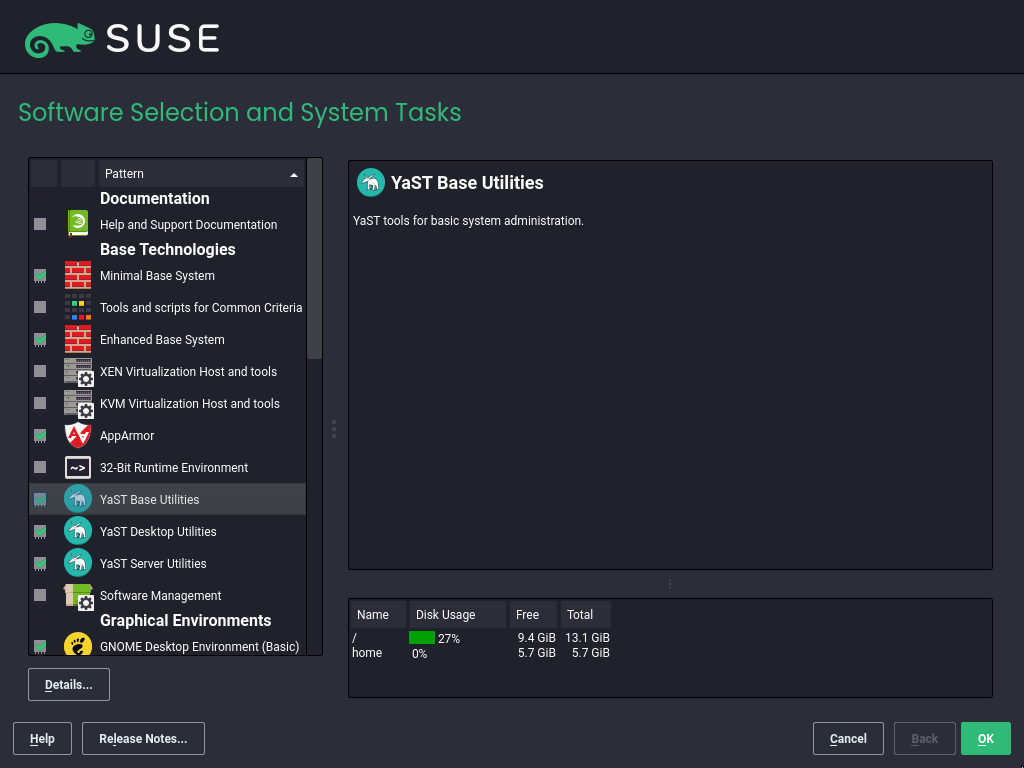 SUSE
Software Selection and System Tasks
Pattern
Documentation
Help and Support Documentation
Base Technologies
Minimal Base System
Tools and scripts for Common Criteria
Enhanced Base System
XEN Virtualization Host and tools
KVM Virtualization Host and tools
AppArmor
~> 32-Bit Runtime Environment
YaST Base Utilities
YaST Desktop Utilities
YaST Server Utilities
Software Management
Graphical Environments
GNOME Desktop Environment (Basic)
Details...
YaST Base Utilities
YaST tools for basic system administration.
Name Disk Usage Free Total
/ 27% 9.4 GiB 13.1 GiB
home 0% 5.7 GiB 5.7 GiB
Help Release Notes... Cancel Back OK